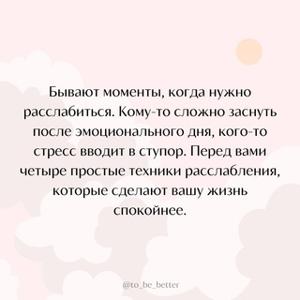 Бывают моменты, когда нужно
расслабиться. Кому-то сложно заснуть
после эмоционального дня, кого-то
стресс вводит в ступор. Перед вами
четыре простые техники расслабления,
которые сделают вашу жизнь
спокойнее.
@to_be_better